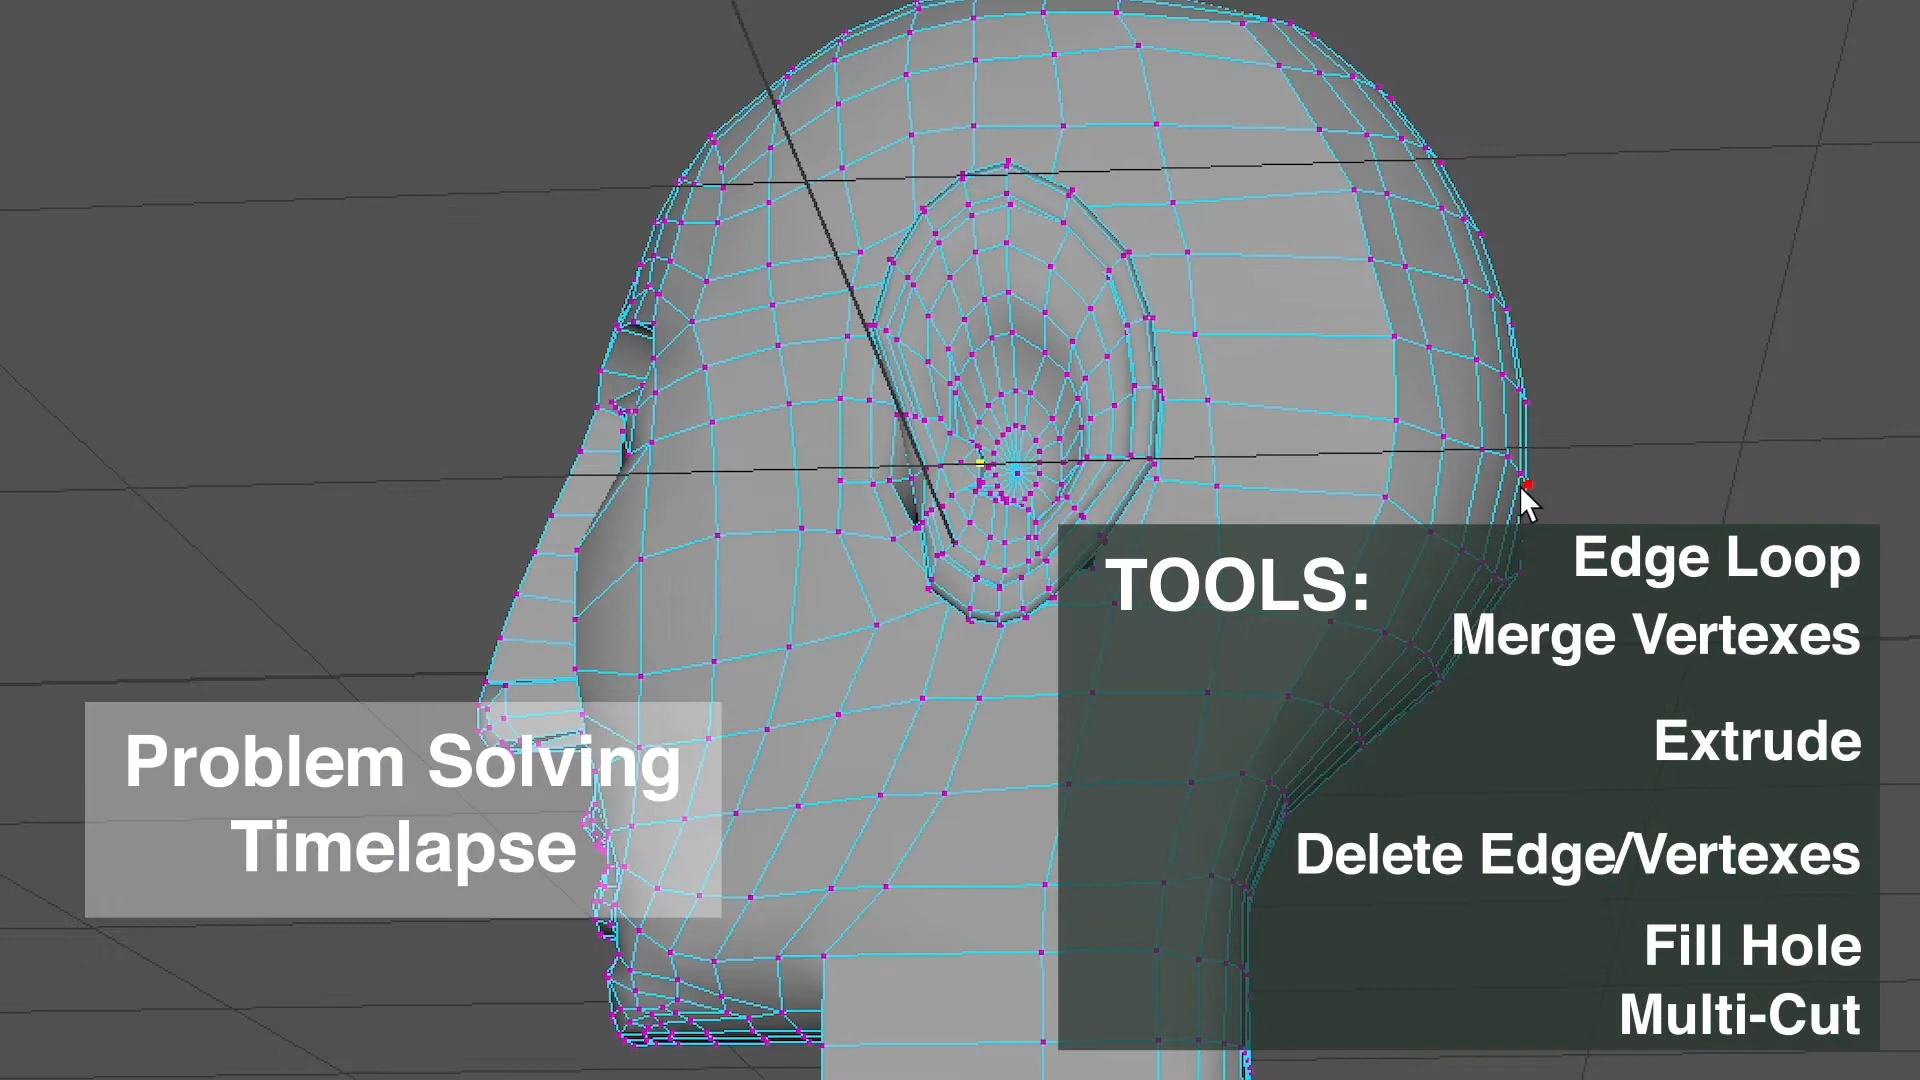 Problem Solving
Timelapse
TOOLS:
Edge Loop
Merge Vertexes
Extrude
Delete Edge/Vertexes
Fill Hole
Multi-Cut